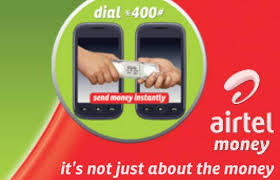 dial *400#
send money instantly
airtel
money
it's not just about the money